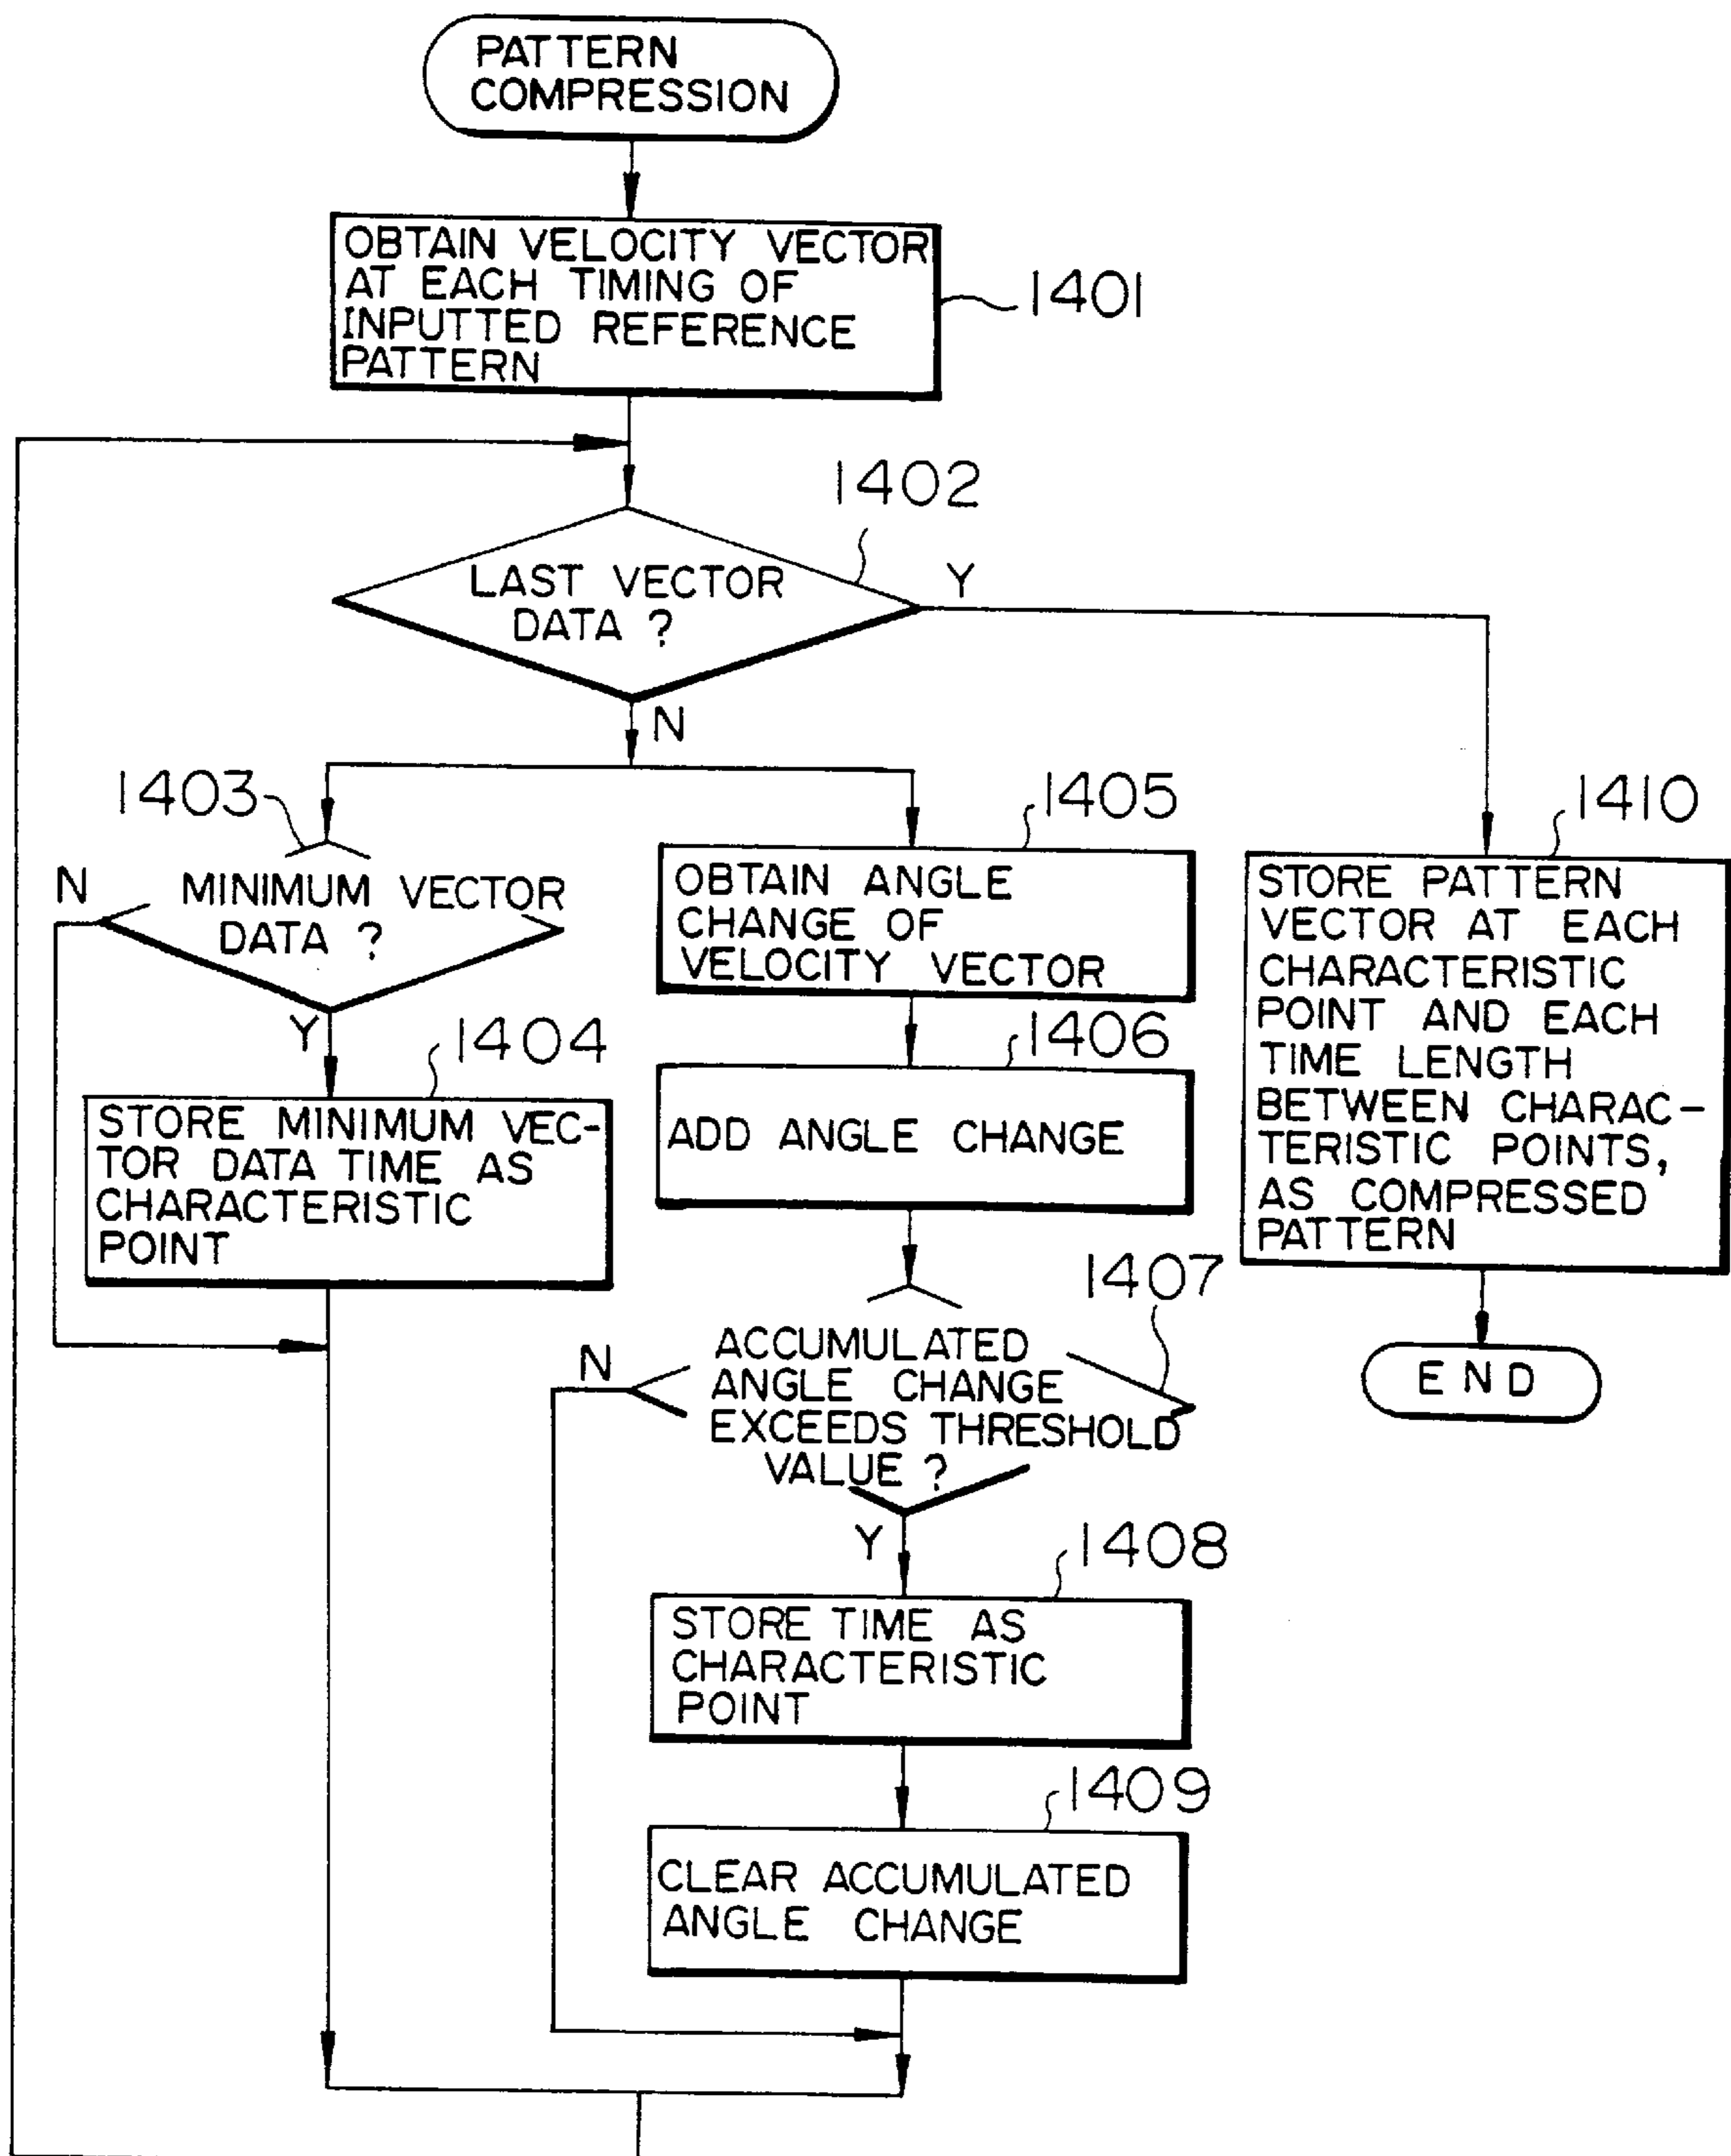 PATTERN
COMPRESSION
OBTAIN VELOCITY VECTOR
AT EACH TIMING OF
INPUTTED REFERENCE
PATTERN
1401
1402
LAST VECTOR
DATA ?
Y
N
1403
N
MINIMUM VECTOR
DATA ?
Y
1404
STORE MINIMUM VEC-
TOR DATA TIME AS
CHARACTERISTIC
POINT
1405
OBTAIN ANGLE
CHANGE OF
VELOCITY VECTOR
1406
ADD ANGLE CHANGE
1407
N
ACCUMULATED
ANGLE CHANGE
EXCEEDS THRESHOLD
VALUE ?
Y
1408
STORE TIME AS
CHARACTERISTIC
POINT
1409
CLEAR ACCUMULATED
ANGLE CHANGE
1410
STORE PATTERN
VECTOR AT EACH
CHARACTERISTIC
POINT AND EACH
TIME LENGTH
BETWEEN CHARAC-
TERISTIC POINTS,
AS COMPRESSED
PATTERN
END